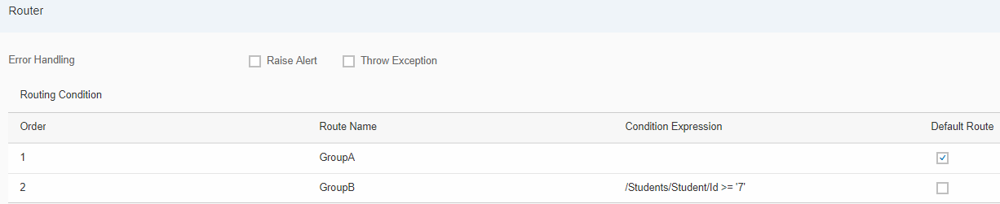 Router
Error Handling Raise Alert Throw Exception
Routing Condition
Order Route Name Condition Expression Default Route
1 GroupA
2 GroupB /Students/Student/Id >= '7'